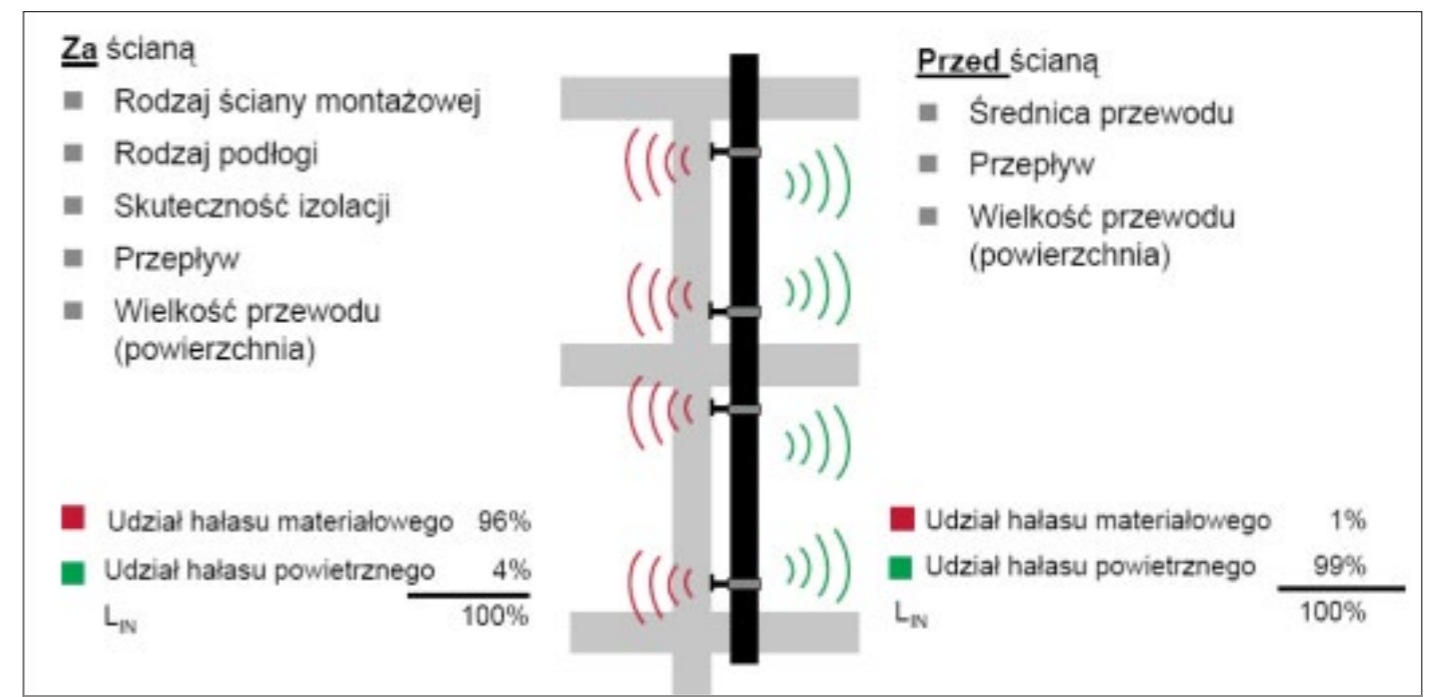 Za ścianą
Rodzaj ściany montażowej
Rodzaj podłogi
Skuteczność izolacji
Przepływ
Wielkość przewodu
(powierzchnia)
Udział hałasu materiałowego 96%
Udział hałasu powietrznego 4%
LIN 100%
Przed ścianą
Średnica przewodu
Przepływ
Wielkość przewodu
(powierzchnia)
Udział hałasu materiałowego 1%
Udział hałasu powietrznego 99%
LIN 100%